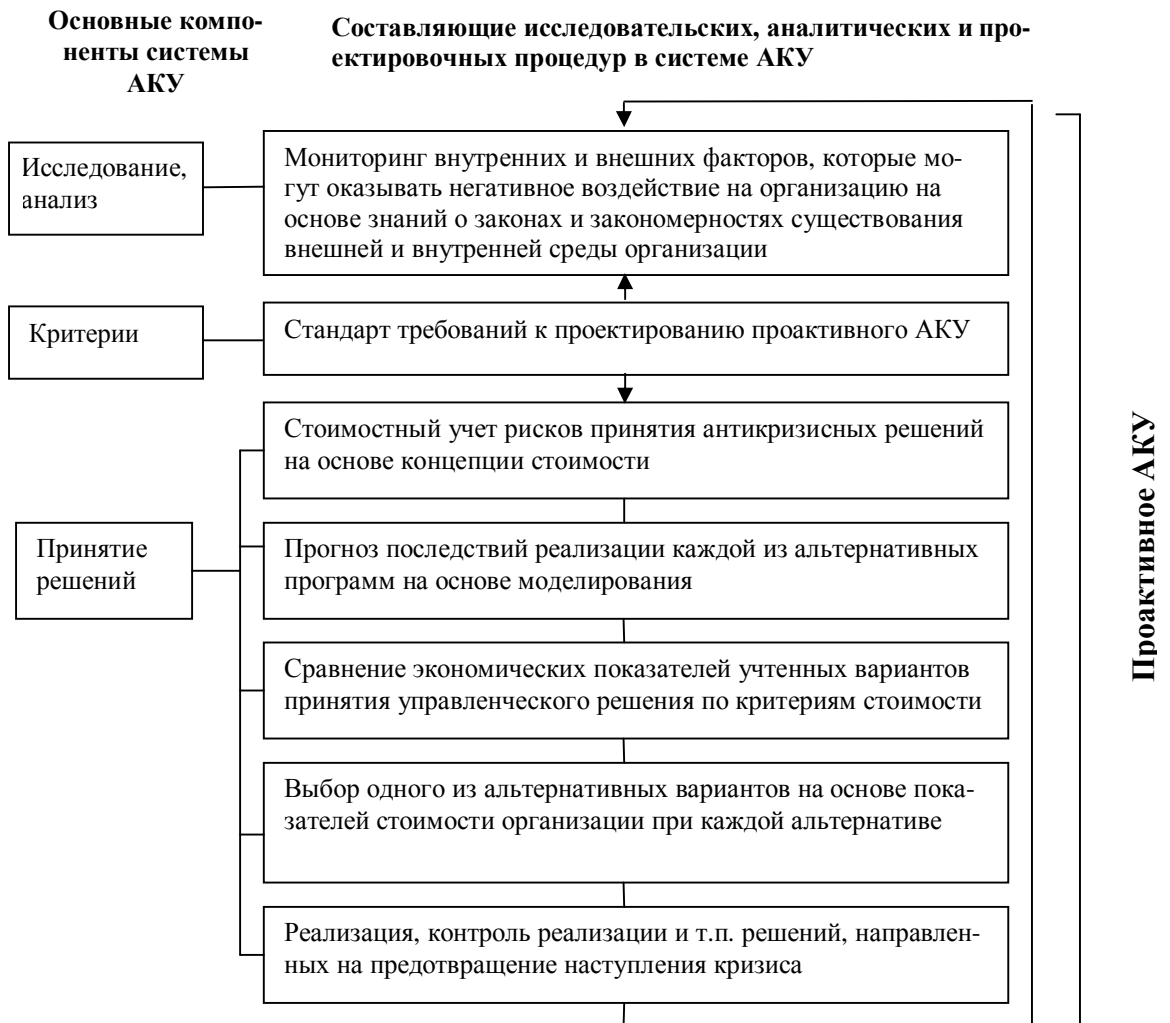 Основные компо-
ненты системы
АКУ
Составляющие исследовательских, аналитических и про-
ектировочных процедур в системе АКУ
Исследование,
анализ
Мониторинг внутренних и внешних факторов, которые мо-
гут оказывать негативное воздействие на организацию на
основе знаний о законах и закономерностях существования
внешней и внутренней среды организации
Критерии
Стандарт требований к проектированию проактивного АКУ
Принятие
решений
Стоимостный учет рисков принятия антикризисных решений
на основе концепции стоимости
Прогноз последствий реализации каждой из альтернативных
программ на основе моделирования
Сравнение экономических показателей учтенных вариантов
принятия управленческого решения по критериям стоимости
Выбор одного из альтернативных вариантов на основе пока-
зателей стоимости организации при каждой альтернативе
Реализация, контроль реализации и т.п. решений, направлен-
ных на предотвращение наступления кризиса
Проактивное АКУ